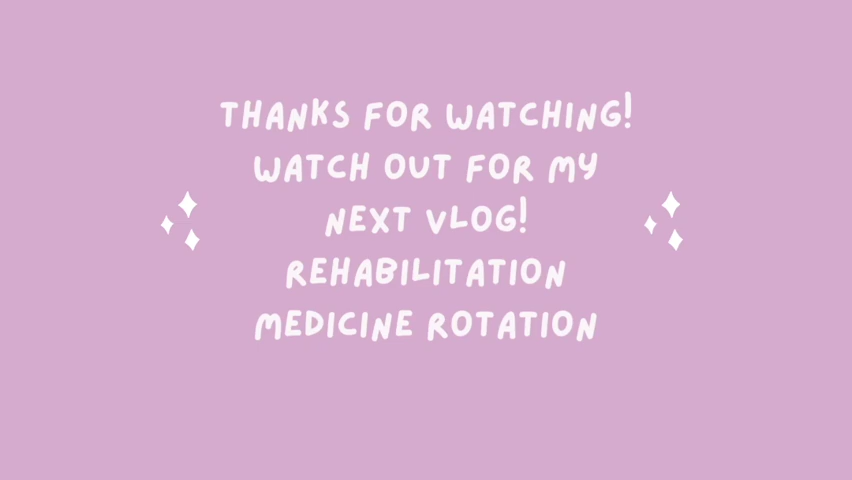 THANKS FOR WATCHING!
WATCH OUT FOR MY
NEXT VLOG!
REHABILITATION
MEDICINE ROTATION